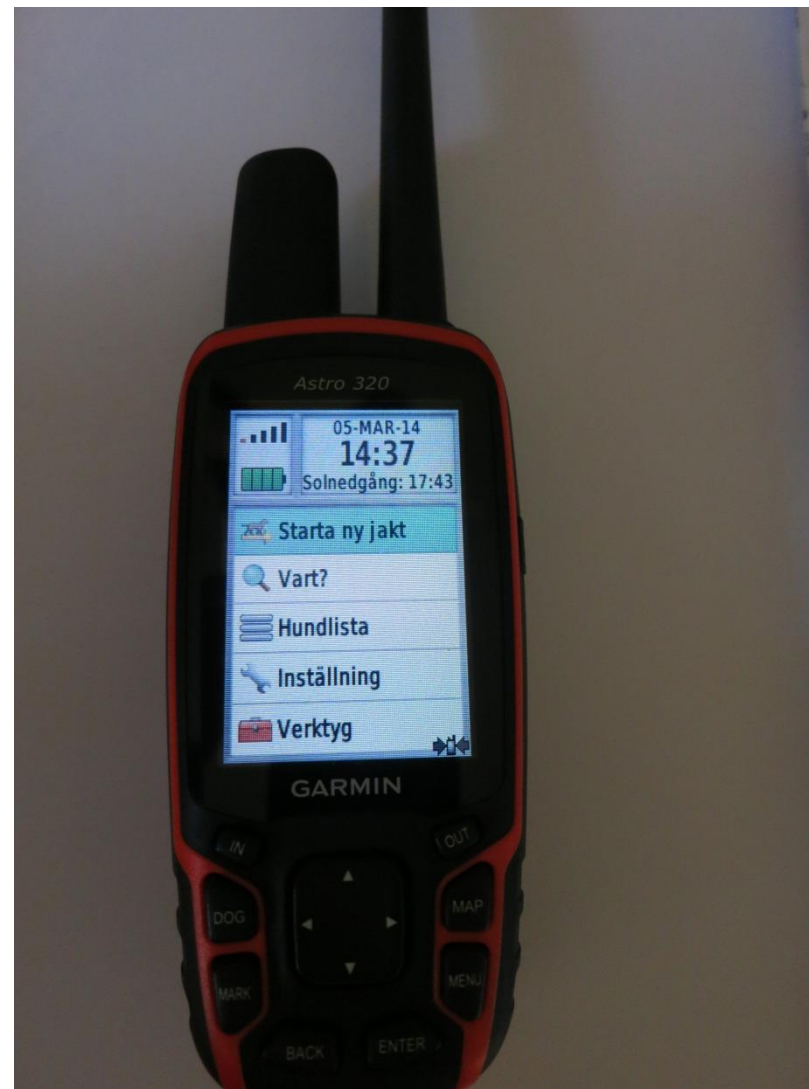 Astro 320
05-MAR-14
14:37
Solnedgång: 17:43
Starta ny jakt
Vart?
Hundlista
Inställning
Verktyg
GARMIN
IN
OUT
DOG
MAP
MARK
MENU
BACK
ENTER